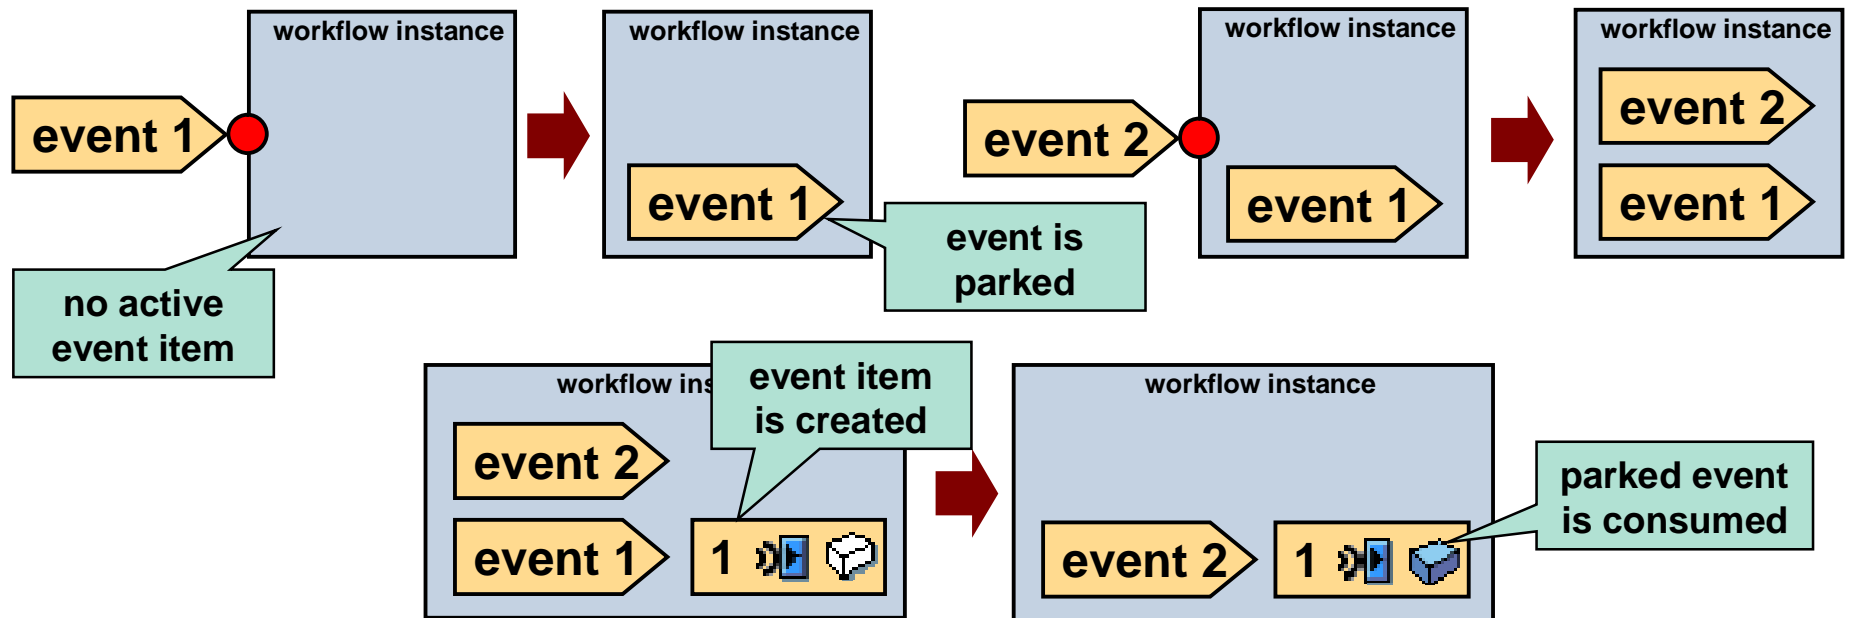 workflow instance
event 1
no active
event item
workflow instance
event 1
event is
parked
workflow instance
event 2
event 1
workflow instance
event 2
event 1
workflow ins
event item
is created
event 2
event 1
1
workflow instance
event 2
1
parked event
is consumed